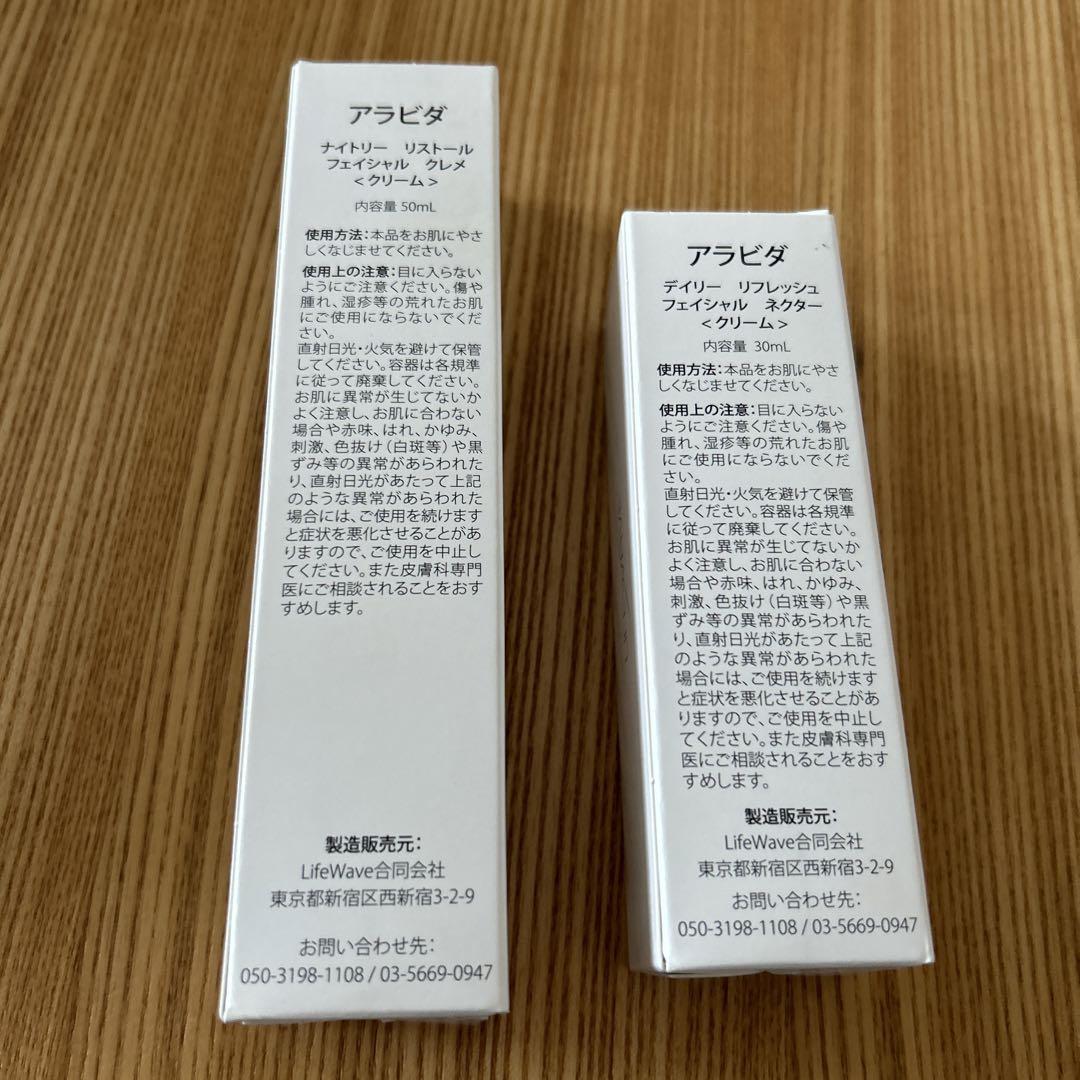 アラビダ
ナイトリー　リストール
フェイシャル　クレメ
<クリーム>
内容量 50mL
使用方法:本品をお肌にやさ
しくなじませてください。
使用上の注意:目に入らない
ようにご注意ください。傷や
腫れ、湿疹等の荒れたお肌
にご使用にならないでくだ
さい。
直射日光・火気を避けて保管
してください。容器は各規準
に従って廃棄してください。
お肌に異常が生じてないか
よく注意し、お肌に合わない
場合や赤味、はれ、かゆみ、
刺激、色抜け(白斑等)や黒
ずみ等の異常があらわれた
り、直射日光があたって上記
のような異常があらわれた
場合には、ご使用を続けます
と症状を悪化させることがあ
りますので、ご使用を中止し
てください。また皮膚科専門
医にご相談されることをおす
すめします。
製造販売元:
LifeWave合同会社
東京都新宿区西新宿3-2-9
お問い合わせ先:
050-3198-1108 / 03-5669-0947
アラビダ
デイリー　リフレッシュ
フェイシャル　ネクター
<クリーム>
内容量 30mL
使用方法:本品をお肌にやさ
しくなじませてください。
使用上の注意:目に入らない
ようにご注意ください。傷や
腫れ、湿疹等の荒れたお肌
にご使用にならないでくだ
さい。
直射日光・火気を避けて保管
してください。容器は各規準
に従って廃棄してください。
お肌に異常が生じてないか
よく注意し、お肌に合わない
場合や赤味、はれ、かゆみ、
刺激、色抜け(白斑等)や黒
ずみ等の異常があらわれた
り、直射日光があたって上記
のような異常があらわれた
場合には、ご使用を続けます
と症状を悪化させることがあ
りますので、ご使用を中止し
てください。また皮膚科専門
医にご相談されることをおす
すめします。
製造販売元:
LifeWave合同会社
東京都新宿区西新宿3-2-9
お問い合わせ先:
050-3198-1108 / 03-5669-0947